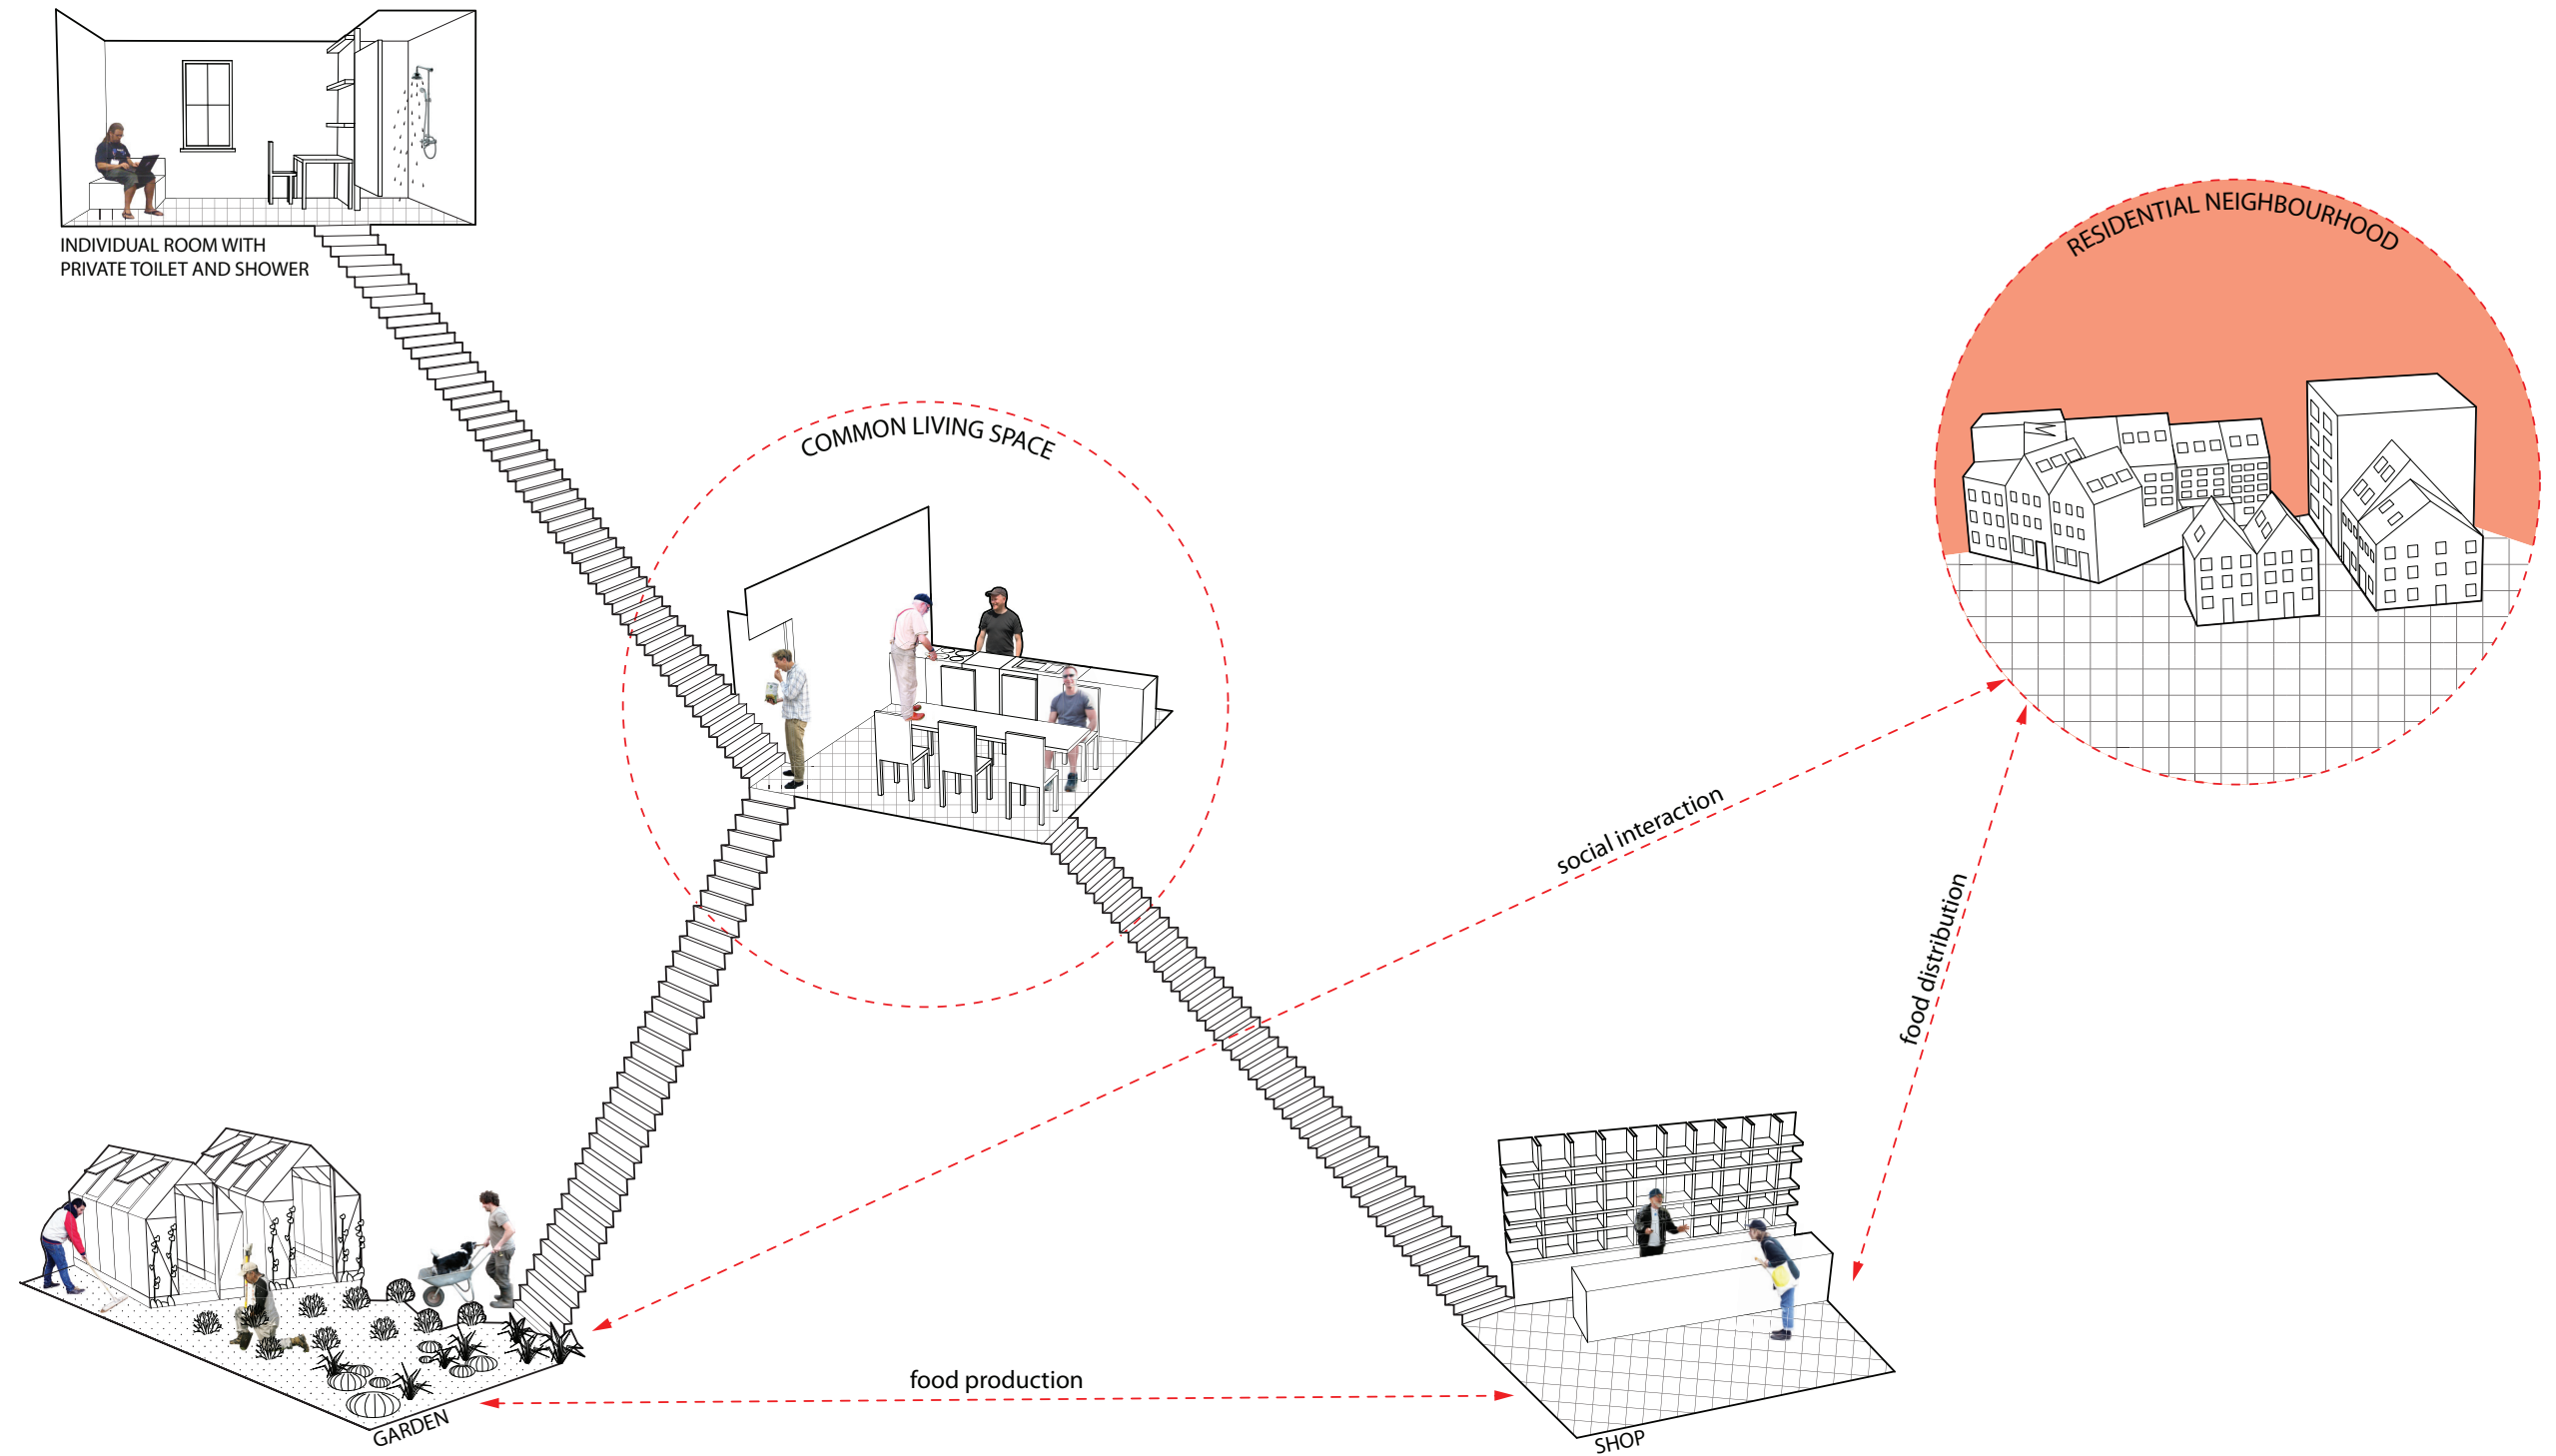 INDIVIDUAL ROOM WITH
PRIVATE TOILET AND SHOWER
RESIDENTIAL NEIGHBOURHOOD
COMMON LIVING SPACE
social interaction
food distribution
food production
GARDEN
SHOP